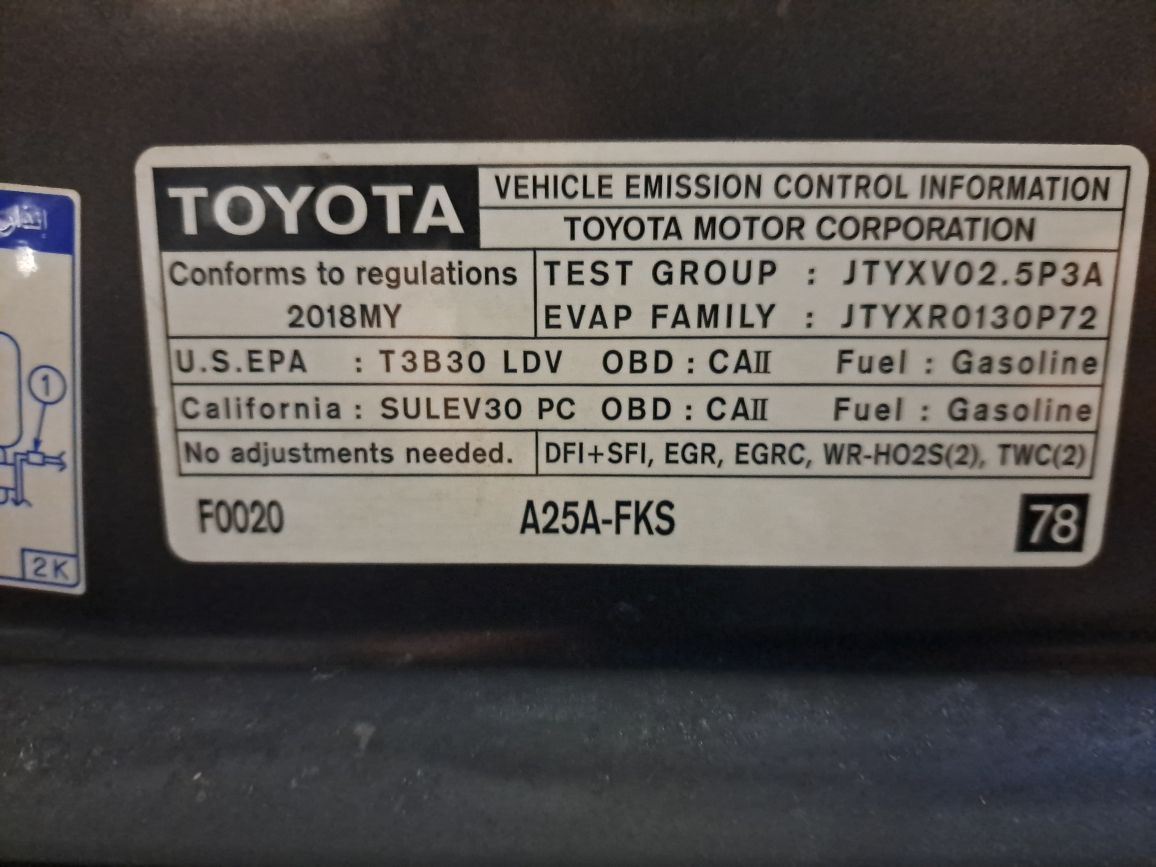 TOYOTA
VEHICLE EMISSION CONTROL INFORMATION
TOYOTA MOTOR CORPORATION
Conforms to regulations
2018MY
TEST GROUP : JTYXV02.5P3A
EVAP FAMILY : JTYXR0130P72
U.S.EPA : T3B30 LDV OBD : CAII Fuel : Gasoline
California : SULEV30 PC OBD : CAII Fuel : Gasoline
No adjustments needed.
DFI+SFI, EGR, EGRC, WR-HO2S(2), TWC(2)
F0020 A25A-FKS 78
إنذار
1
2K